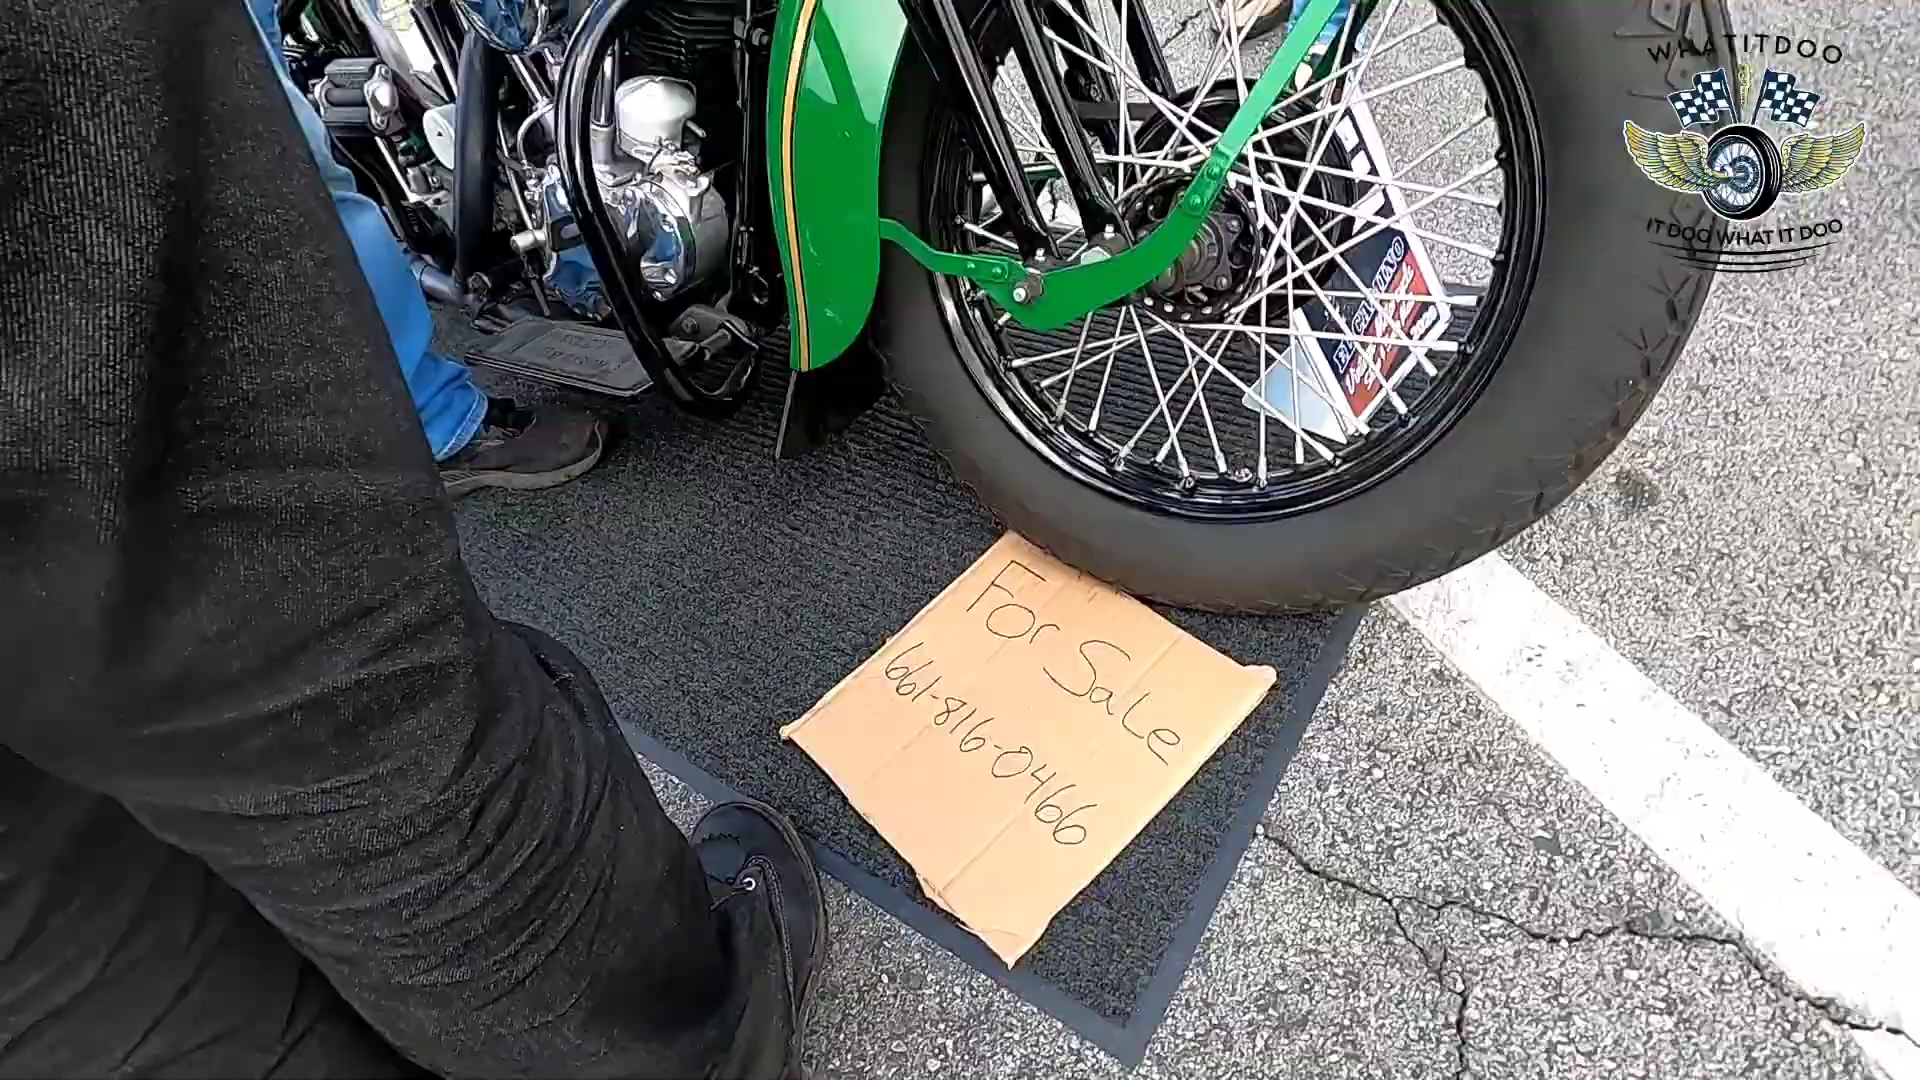 WHATITDOO
IT DOO WHAT IT DOO
For Sale
661-816-0466